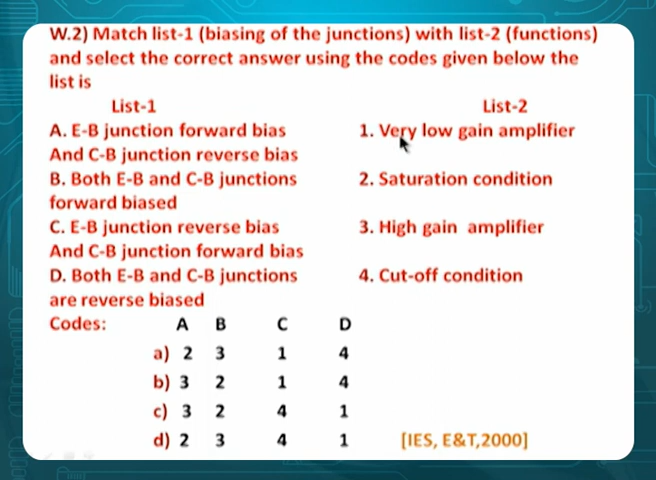 W.2) Match list-1 (biasing of the junctions) with list-2 (functions)
and select the correct answer using the codes given below the
list is
List-1 List-2
A. E-B junction forward bias 1. Very low gain amplifier
And C-B junction reverse bias
B. Both E-B and C-B junctions 2. Saturation condition
forward biased
C. E-B junction reverse bias 3. High gain amplifier
And C-B junction forward bias
D. Both E-B and C-B junctions 4. Cut-off condition
are reverse biased
Codes: A B C D
a) 2 3 1 4
b) 3 2 1 4
c) 3 2 4 1
d) 2 3 4 1 [IES, E&T,2000]